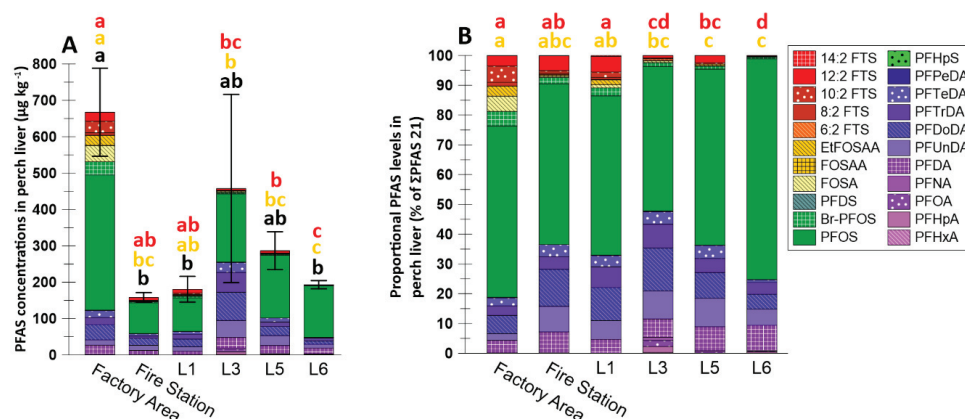 A
PFAS concentrations in perch liver (µg kg⁻¹)
800
700
600
500
400
300
200
100
0
a
a
a
ab
bc
b
ab
ab
b
bc
b
ab
b
bc
ab
c
c
b
Factory Area
Fire Station
L1
L3
L5
L6
B
Proportional PFAS levels in
perch liver (% of ΣPFAS 21)
100
90
80
70
60
50
40
30
20
10
0
a
a
ab
abc
a
ab
cd
bc
bc
c
d
c
Factory Area
Fire Station
L1
L3
L5
L6
14:2 FTS
12:2 FTS
10:2 FTS
8:2 FTS
6:2 FTS
EtFOSAA
FOSAA
FOSA
PFDS
Br-PFOS
PFOS
PFHpS
PFPeDA
PFTeDA
PFTrDA
PFDoDA
PFUnDA
PFDA
PFNA
PFOA
PFHpA
PFHxA